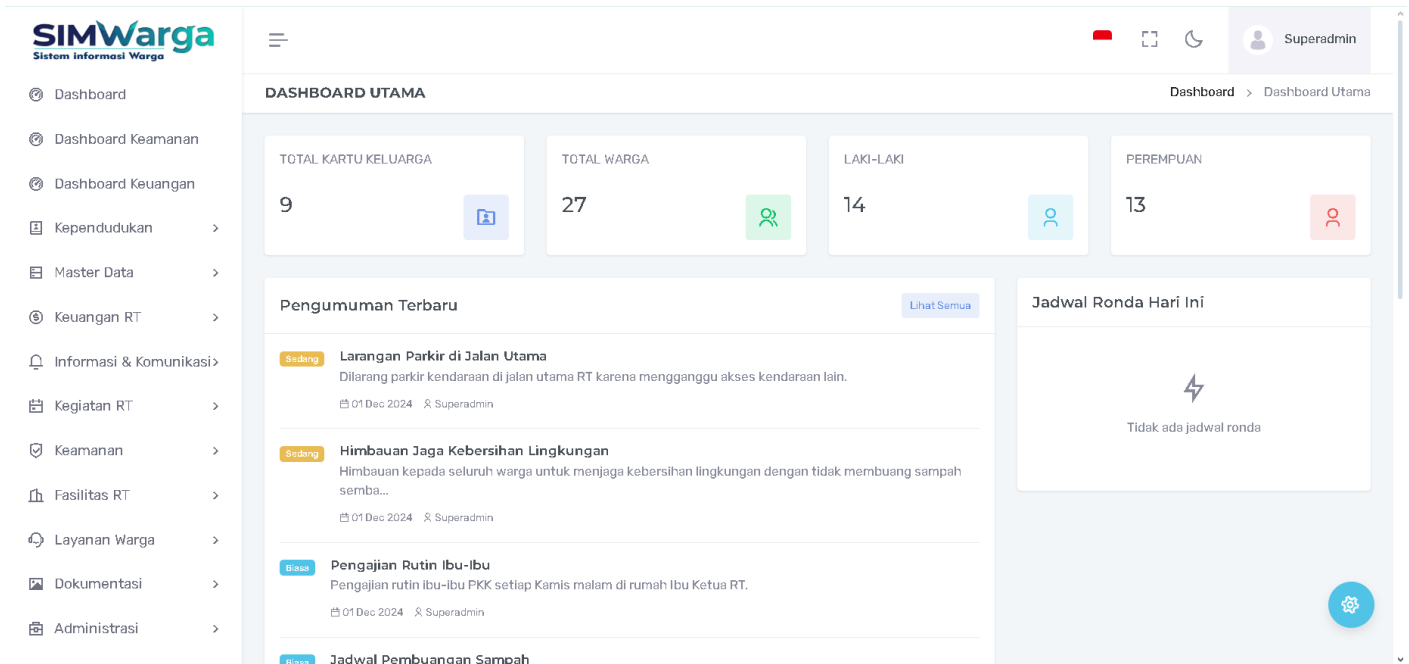 SIMWarga
Sistem informasi Warga
Superadmin
Dashboard
Dashboard Keamanan
Dashboard Keuangan
Kependudukan
Master Data
Keuangan RT
Informasi & Komunikasi
Kegiatan RT
Keamanan
Fasilitas RT
Layanan Warga
Dokumentasi
Administrasi
DASHBOARD UTAMA
Dashboard > Dashboard Utama
TOTAL KARTU KELUARGA
9
TOTAL WARGA
27
LAKI-LAKI
14
PEREMPUAN
13
Pengumuman Terbaru
Lihat Semua
Sedang
Larangan Parkir di Jalan Utama
Dilarang parkir kendaraan di jalan utama RT karena mengganggu akses kendaraan lain.
01 Dec 2024 Superadmin
Sedang
Himbauan Jaga Kebersihan Lingkungan
Himbauan kepada seluruh warga untuk menjaga kebersihan lingkungan dengan tidak membuang sampah
semba...
01 Dec 2024 Superadmin
Biasa
Pengajian Rutin Ibu-Ibu
Pengajian rutin ibu-ibu PKK setiap Kamis malam di rumah Ibu Ketua RT.
01 Dec 2024 Superadmin
Biasa
Jadwal Pembuangan Sampah
Jadwal Ronda Hari Ini
Tidak ada jadwal ronda